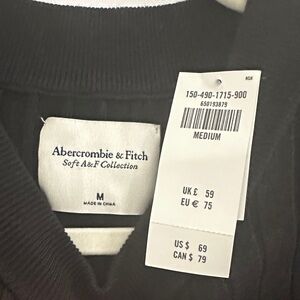 Abercrombie & Fitch
Soft A&F Collection
M
MADE IN CHINA
150-490-1715-900
650193879
MEDIUM
UK £ 59
EU € 75
US $ 69
CAN $ 79